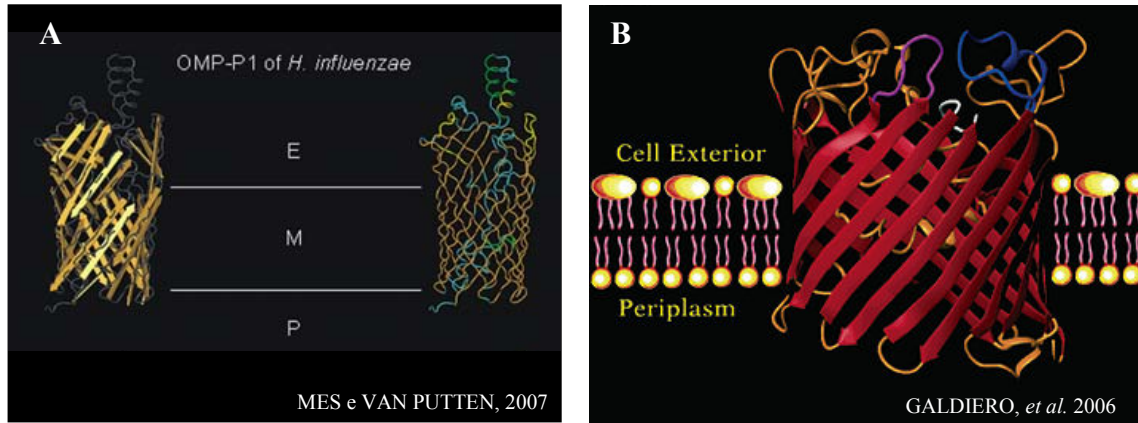 A
OMP-P1 of H. influenzae
E
M
P
MES e VAN PUTTEN, 2007
B
Cell Exterior
Periplasm
GALDIERO, et al. 2006